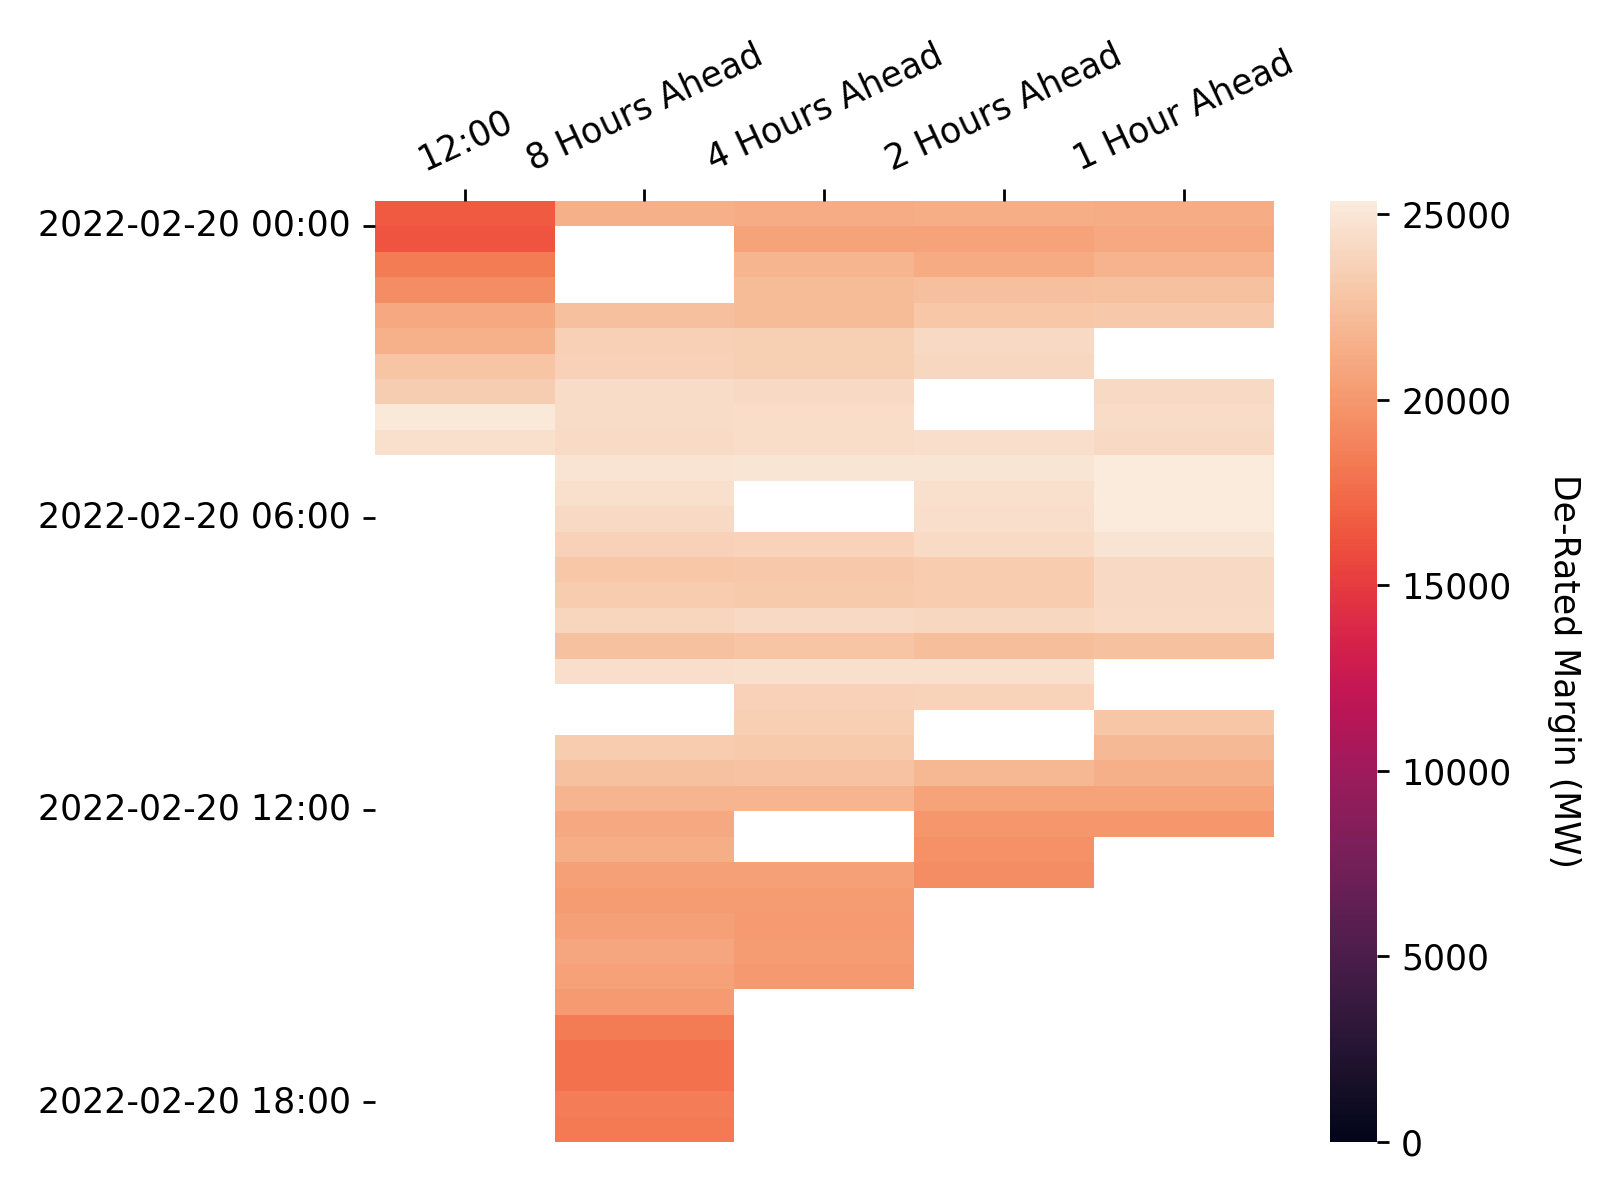 12:00
8 Hours Ahead
4 Hours Ahead
2 Hours Ahead
1 Hour Ahead
2022-02-20 00:00
2022-02-20 06:00
2022-02-20 12:00
2022-02-20 18:00
25000
20000
15000
10000
5000
0
De-Rated Margin (MW)